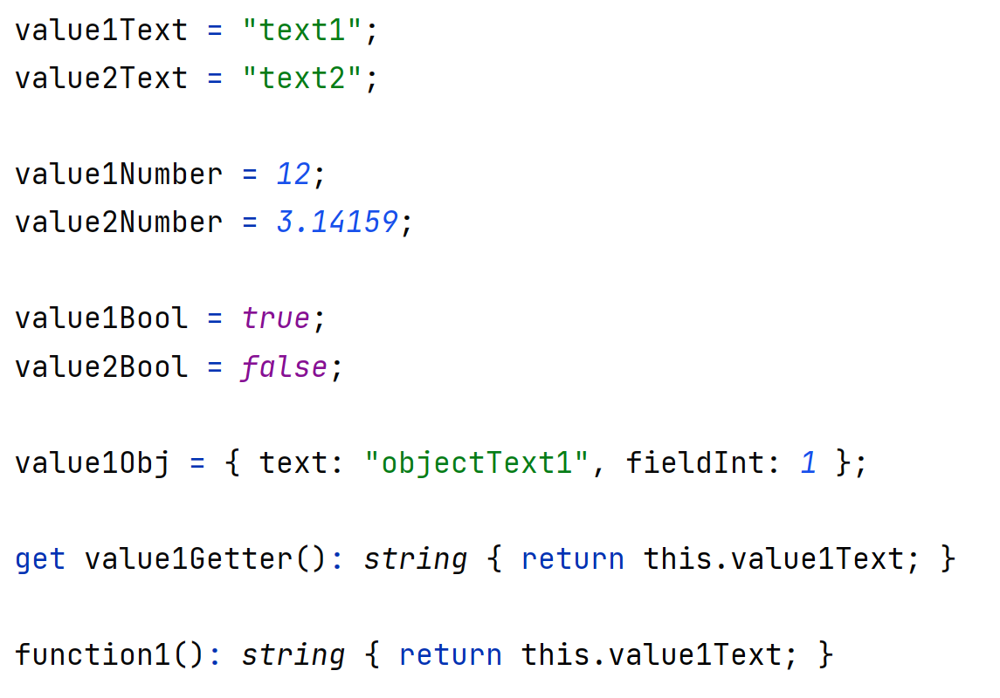 value1Text = "text1";
value2Text = "text2";
value1Number = 12;
value2Number = 3.14159;
value1Bool = true;
value2Bool = false;
value1Obj = { text: "objectText1", fieldInt: 1 };
get value1Getter(): string { return this.value1Text; }
function1(): string { return this.value1Text; }